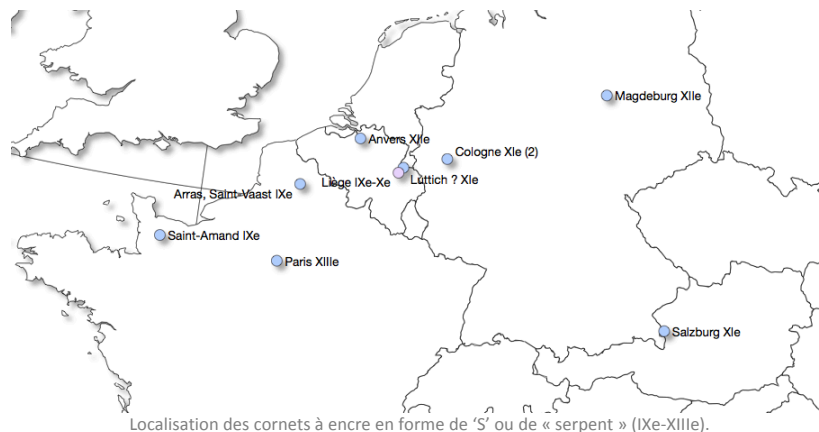 Magdeburg XIIe
Anvers XIIe
Cologne XIe (2)
Lüttich ? XIe
Liège IXe-Xe
Arras, Saint-Vaast IXe
Saint-Amand IXe
Paris XIIIe
Salzburg XIe
Localisation des cornets à encre en forme de ‘S’ ou de « serpent » (IXe-XIIIe).